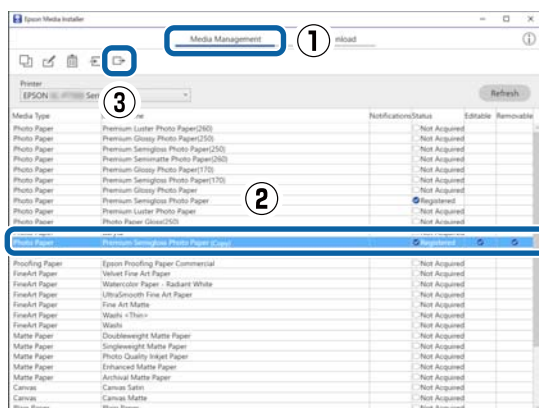 Epson Media Installer
Media Management
nload
①
③
Printer
EPSON
Seri
Refresh
Media Type
Notifications Status Editable Removable
Photo Paper Premium Luster Photo Paper(260) Not Acquired
Photo Paper Premium Glossy Photo Paper(250) Not Acquired
Photo Paper Premium Semigloss Photo Paper(250) Not Acquired
Photo Paper Premium Semimatte Photo Paper(260) Not Acquired
Photo Paper Premium Glossy Photo Paper(170) Not Acquired
Photo Paper Premium Semigloss Photo Paper(170) Not Acquired
Photo Paper Premium Glossy Photo Paper Not Acquired
Photo Paper Premium Semigloss Photo Paper Registered
Photo Paper Premium Luster Photo Paper Not Acquired
Photo Paper Photo Paper Gloss(250) Not Acquired
②
Photo Paper Premium Semigloss Photo Paper (Copy) Registered
Proofing Paper Epson Proofing Paper Commercial Not Acquired
FineArt Paper Velvet Fine Art Paper Not Acquired
FineArt Paper Watercolor Paper - Radiant White Not Acquired
FineArt Paper UltraSmooth Fine Art Paper Not Acquired
FineArt Paper Fine Art Matte Not Acquired
FineArt Paper Washi <Thin> Not Acquired
FineArt Paper Washi Not Acquired
Matte Paper Doubleweight Matte Paper Not Acquired
Matte Paper Singleweight Matte Paper Not Acquired
Matte Paper Photo Quality Inkjet Paper Not Acquired
Matte Paper Enhanced Matte Paper Not Acquired
Matte Paper Archival Matte Paper Not Acquired
Canvas Canvas Satin Not Acquired
Canvas Canvas Matte Not Acquired
Plain Paper Plain Paper Not Acquired